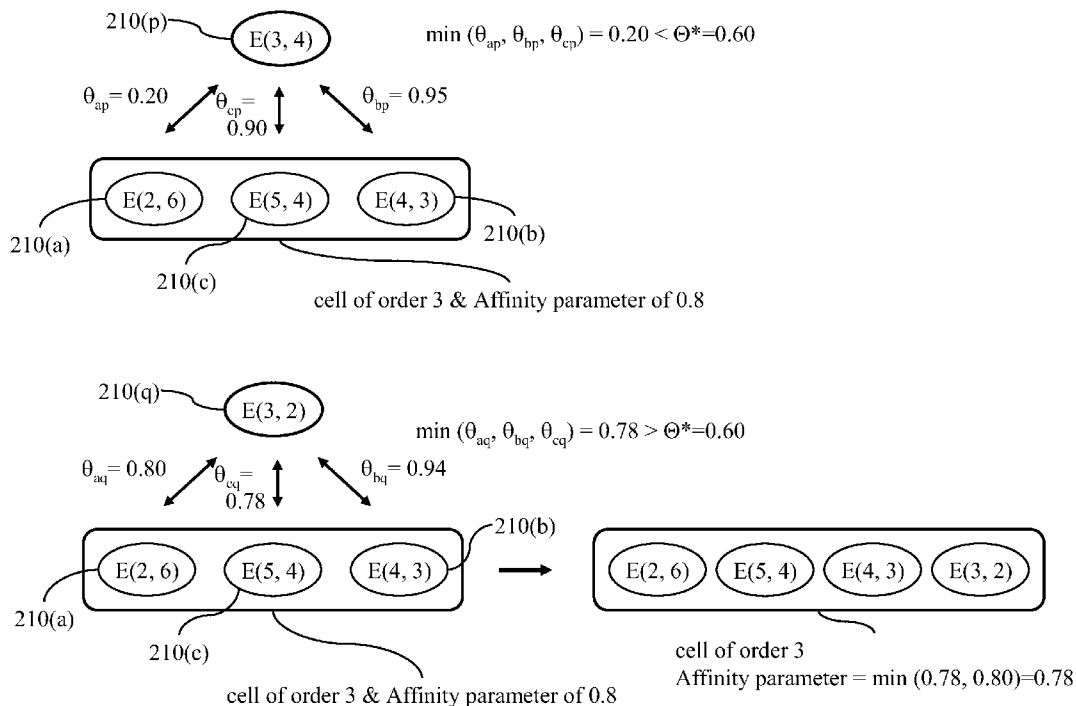 210(p)
E(3, 4)
min (θap, θbp, θcp) = 0.20 < Θ*=0.60
θap= 0.20
θcp=
0.90
θbp= 0.95
E(2, 6)
E(5, 4)
E(4, 3)
210(a)
210(c)
210(b)
cell of order 3 & Affinity parameter of 0.8
210(q)
E(3, 2)
min (θaq, θbq, θcq) = 0.78 > Θ*=0.60
θaq= 0.80
θcq=
0.78
θbq= 0.94
210(b)
E(2, 6)
E(5, 4)
E(4, 3)
E(2, 6)
E(5, 4)
E(4, 3)
E(3, 2)
210(a)
210(c)
cell of order 3 & Affinity parameter of 0.8
cell of order 3
Affinity parameter = min (0.78, 0.80)=0.78